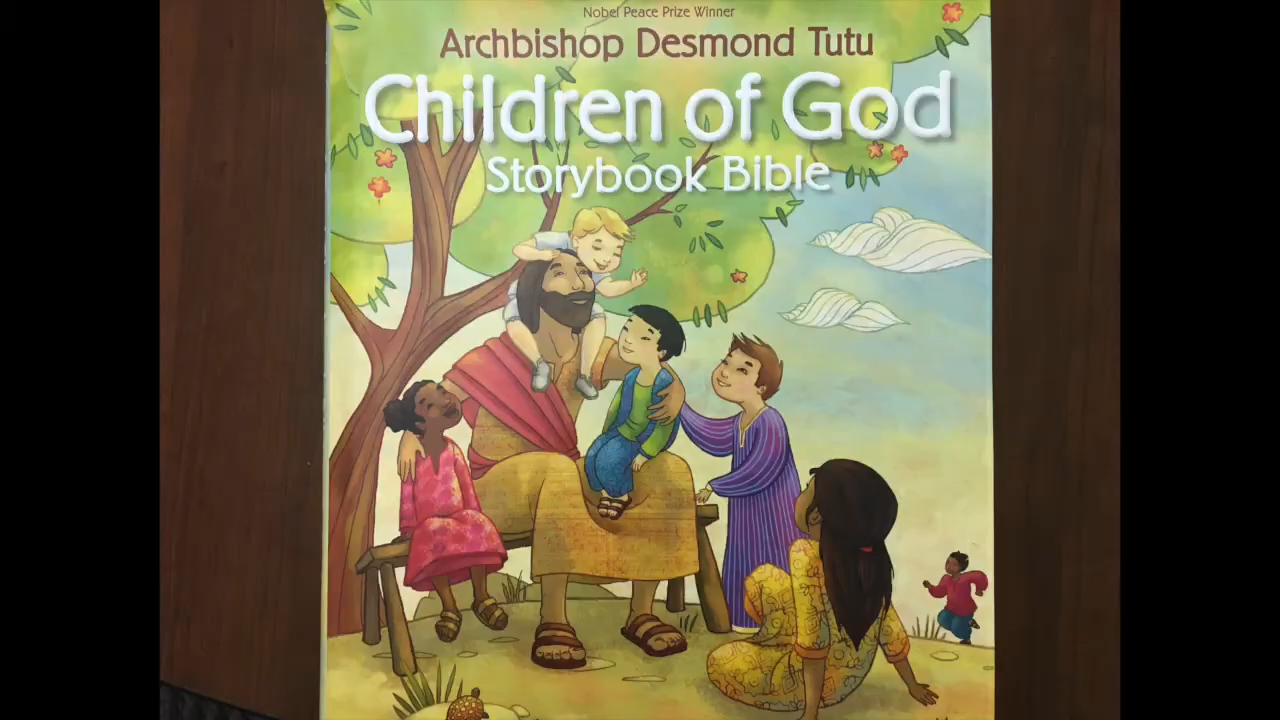 Nobel Peace Prize Winner
Archbishop Desmond Tutu
Children of God
Storybook Bible